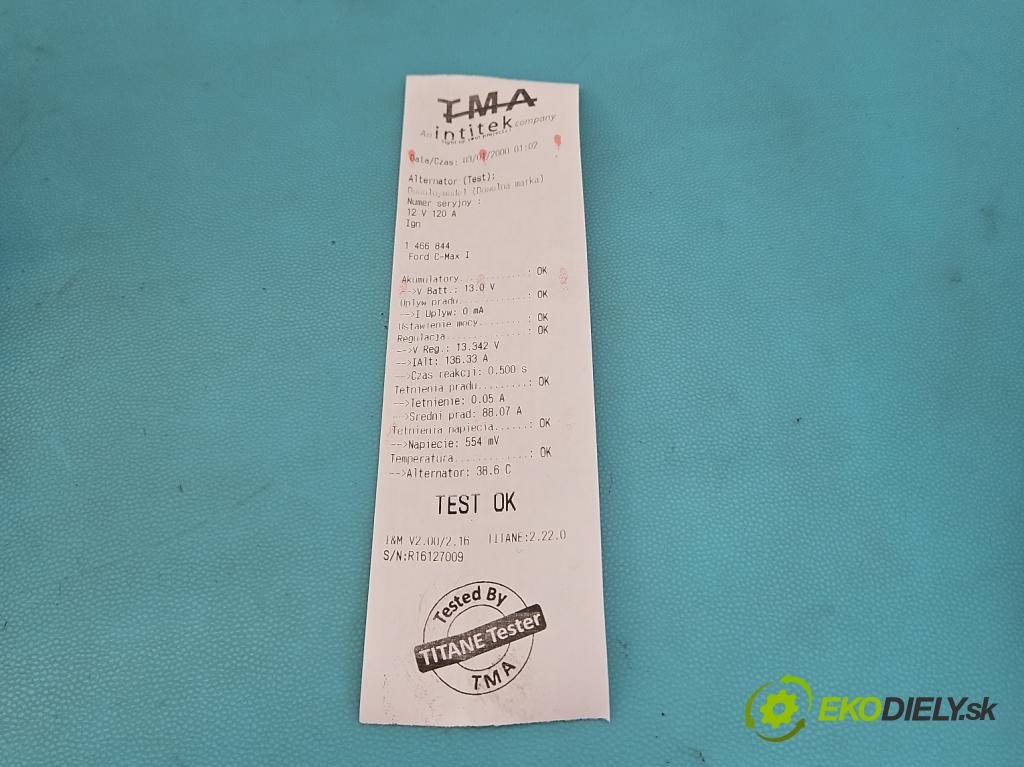 TMA
An intitek company
Data/Czas: 03/01/2000 01:02
Alternator (Test):
(Dowolna marka)
Numer seryjny :
12 V 120 A
Ign
1 466 844
Ford C-Max I
Akumulatory..........: OK
-->V Batt.: 13.0 V
Uplyw pradu..........: OK
-->I Uplyw: 0 mA
Ustawienie mocy.......: OK
Regulacja............: OK
-->V Reg.: 13.342 V
-->IAlt: 136.33 A
-->Czas reakcji: 0.500 s
Tetnienia pradu........: OK
-->Tetnienie: 0.05 A
-->Sredni prad: 88.07 A
Tetnienia napiecia......: OK
-->Napiecie: 554 mV
Temperatura............: OK
-->Alternator: 38.6 C
TEST OK
I&M V2.00/2.16 TITANE:2.22.0
S/N:R16127009
Tested By
TITANE Tester
TMA
EKODIELY.sk